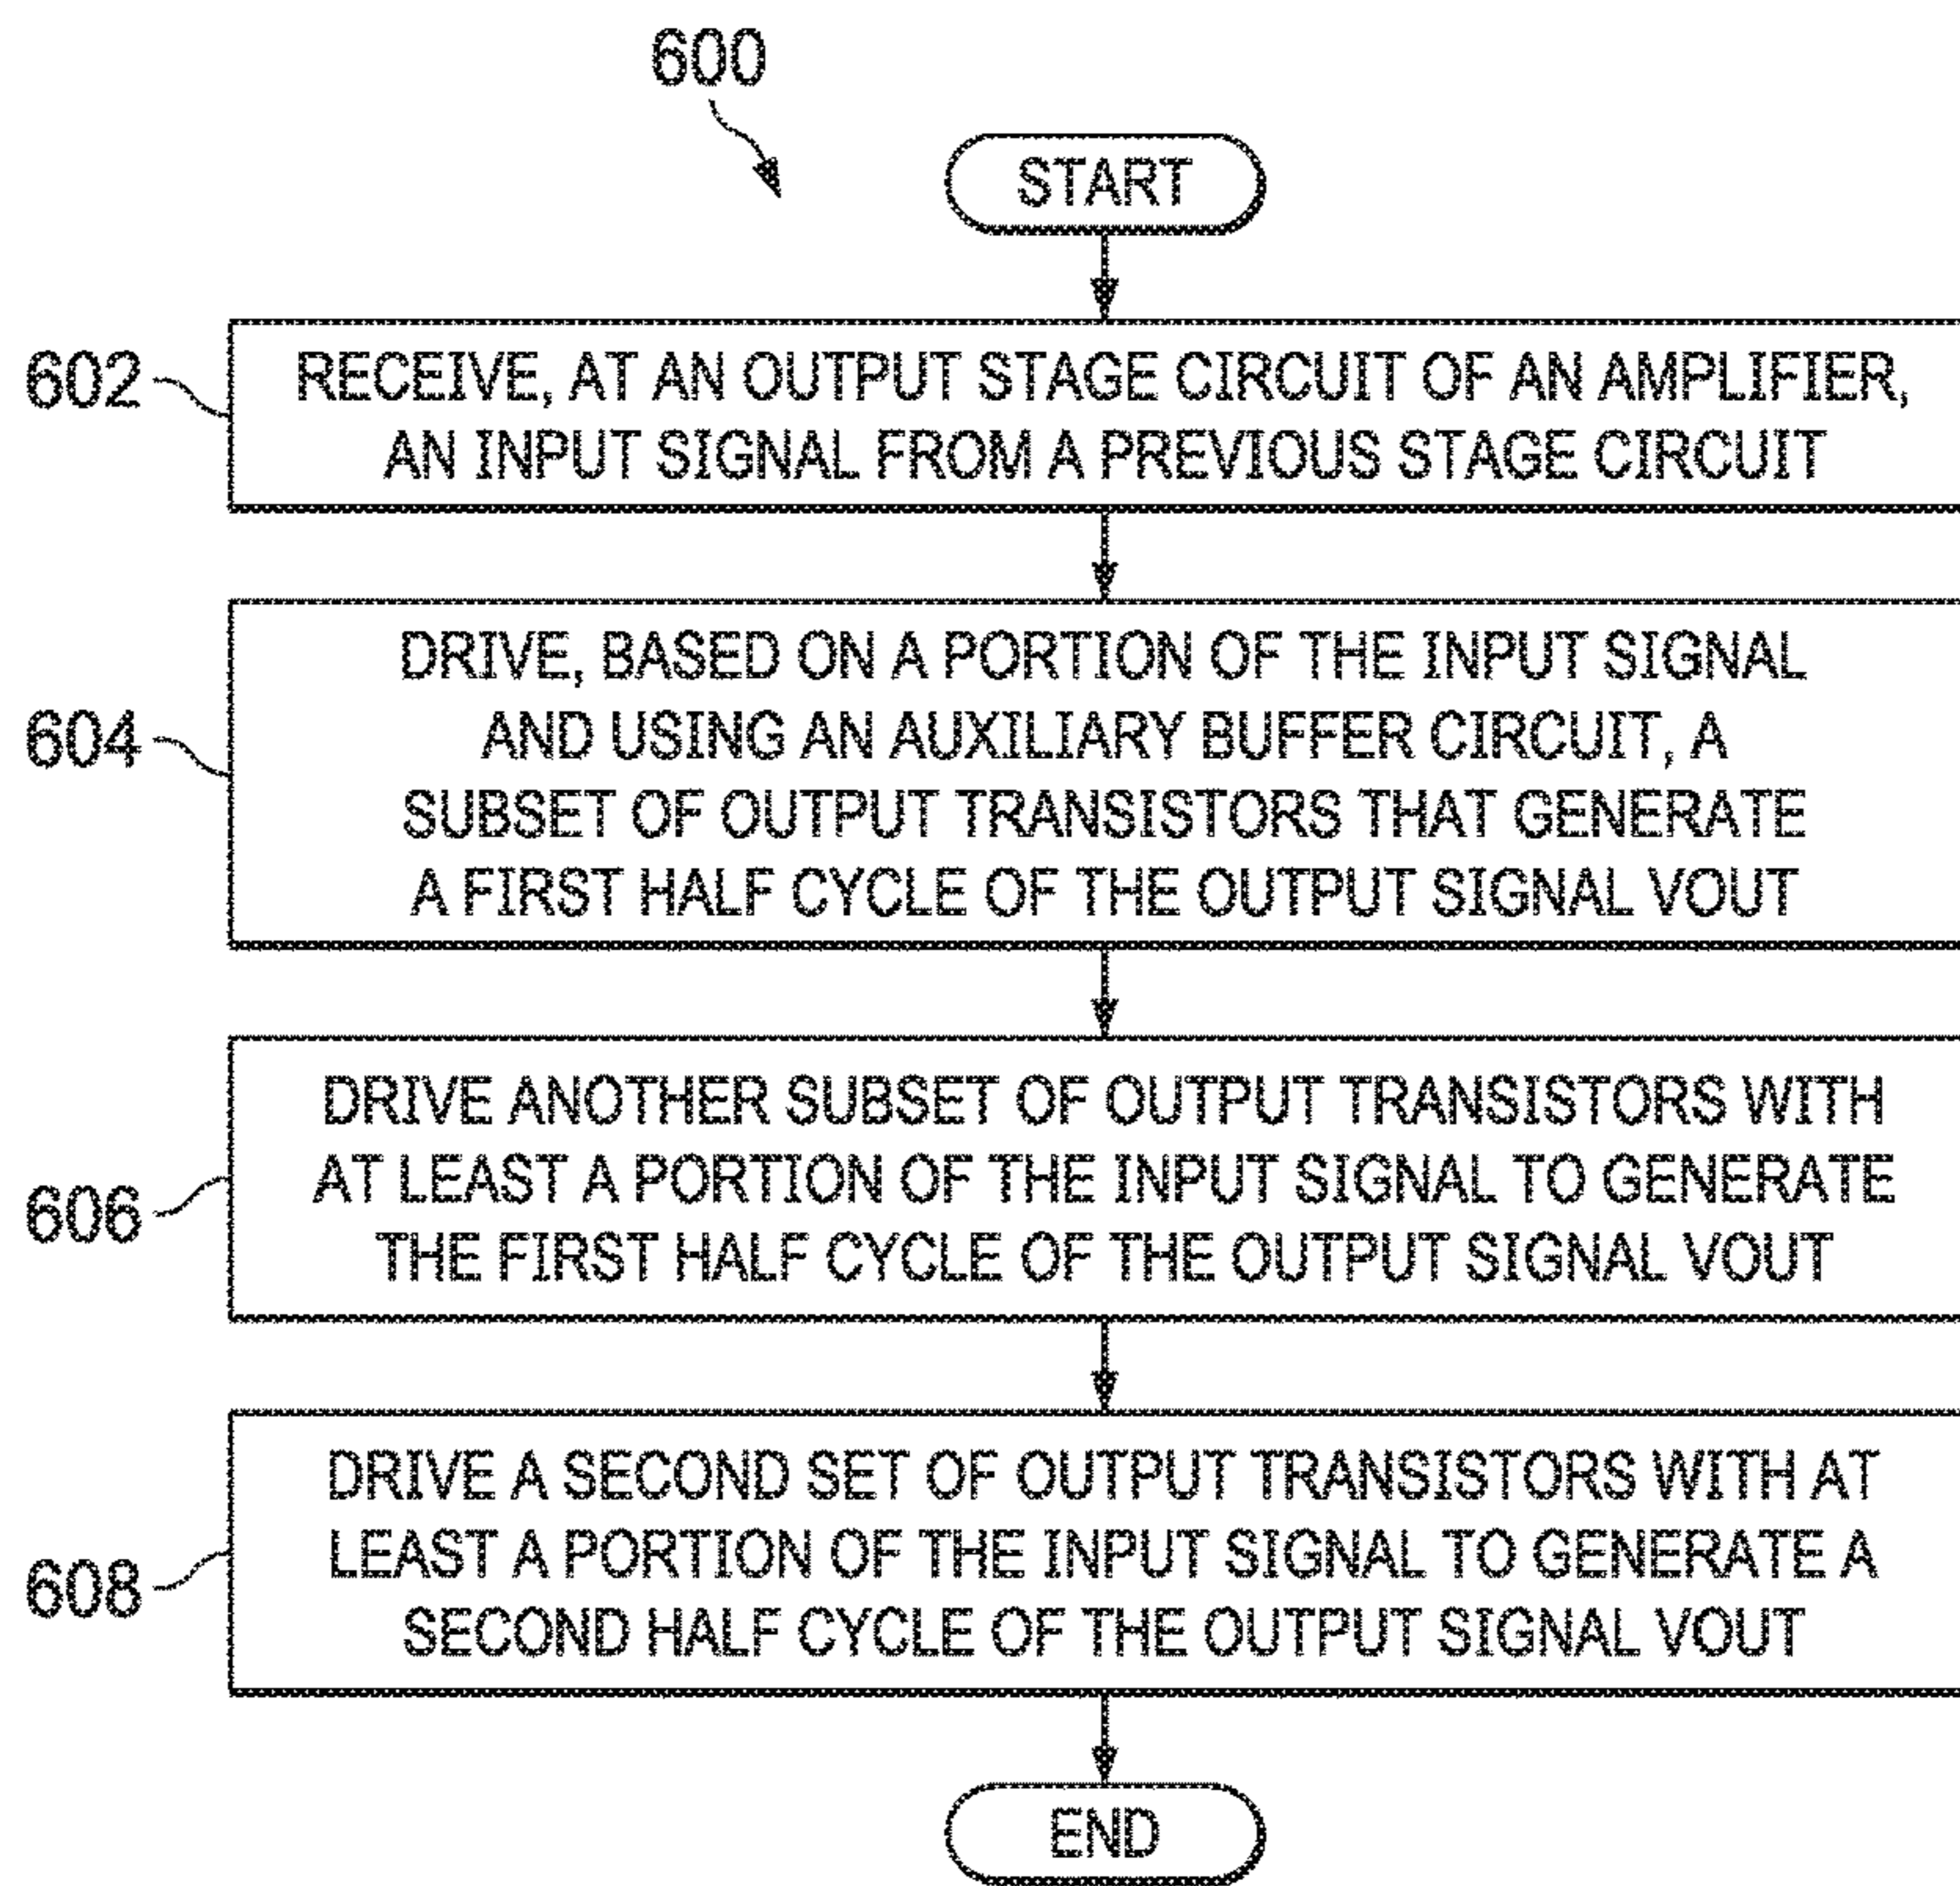 600
START
602
RECEIVE, AT AN OUTPUT STAGE CIRCUIT OF AN AMPLIFIER,
AN INPUT SIGNAL FROM A PREVIOUS STAGE CIRCUIT
604
DRIVE, BASED ON A PORTION OF THE INPUT SIGNAL
AND USING AN AUXILIARY BUFFER CIRCUIT, A
SUBSET OF OUTPUT TRANSISTORS THAT GENERATE
A FIRST HALF CYCLE OF THE OUTPUT SIGNAL VOUT
606
DRIVE ANOTHER SUBSET OF OUTPUT TRANSISTORS WITH
AT LEAST A PORTION OF THE INPUT SIGNAL TO GENERATE
THE FIRST HALF CYCLE OF THE OUTPUT SIGNAL VOUT
608
DRIVE A SECOND SET OF OUTPUT TRANSISTORS WITH AT
LEAST A PORTION OF THE INPUT SIGNAL TO GENERATE A
SECOND HALF CYCLE OF THE OUTPUT SIGNAL VOUT
END